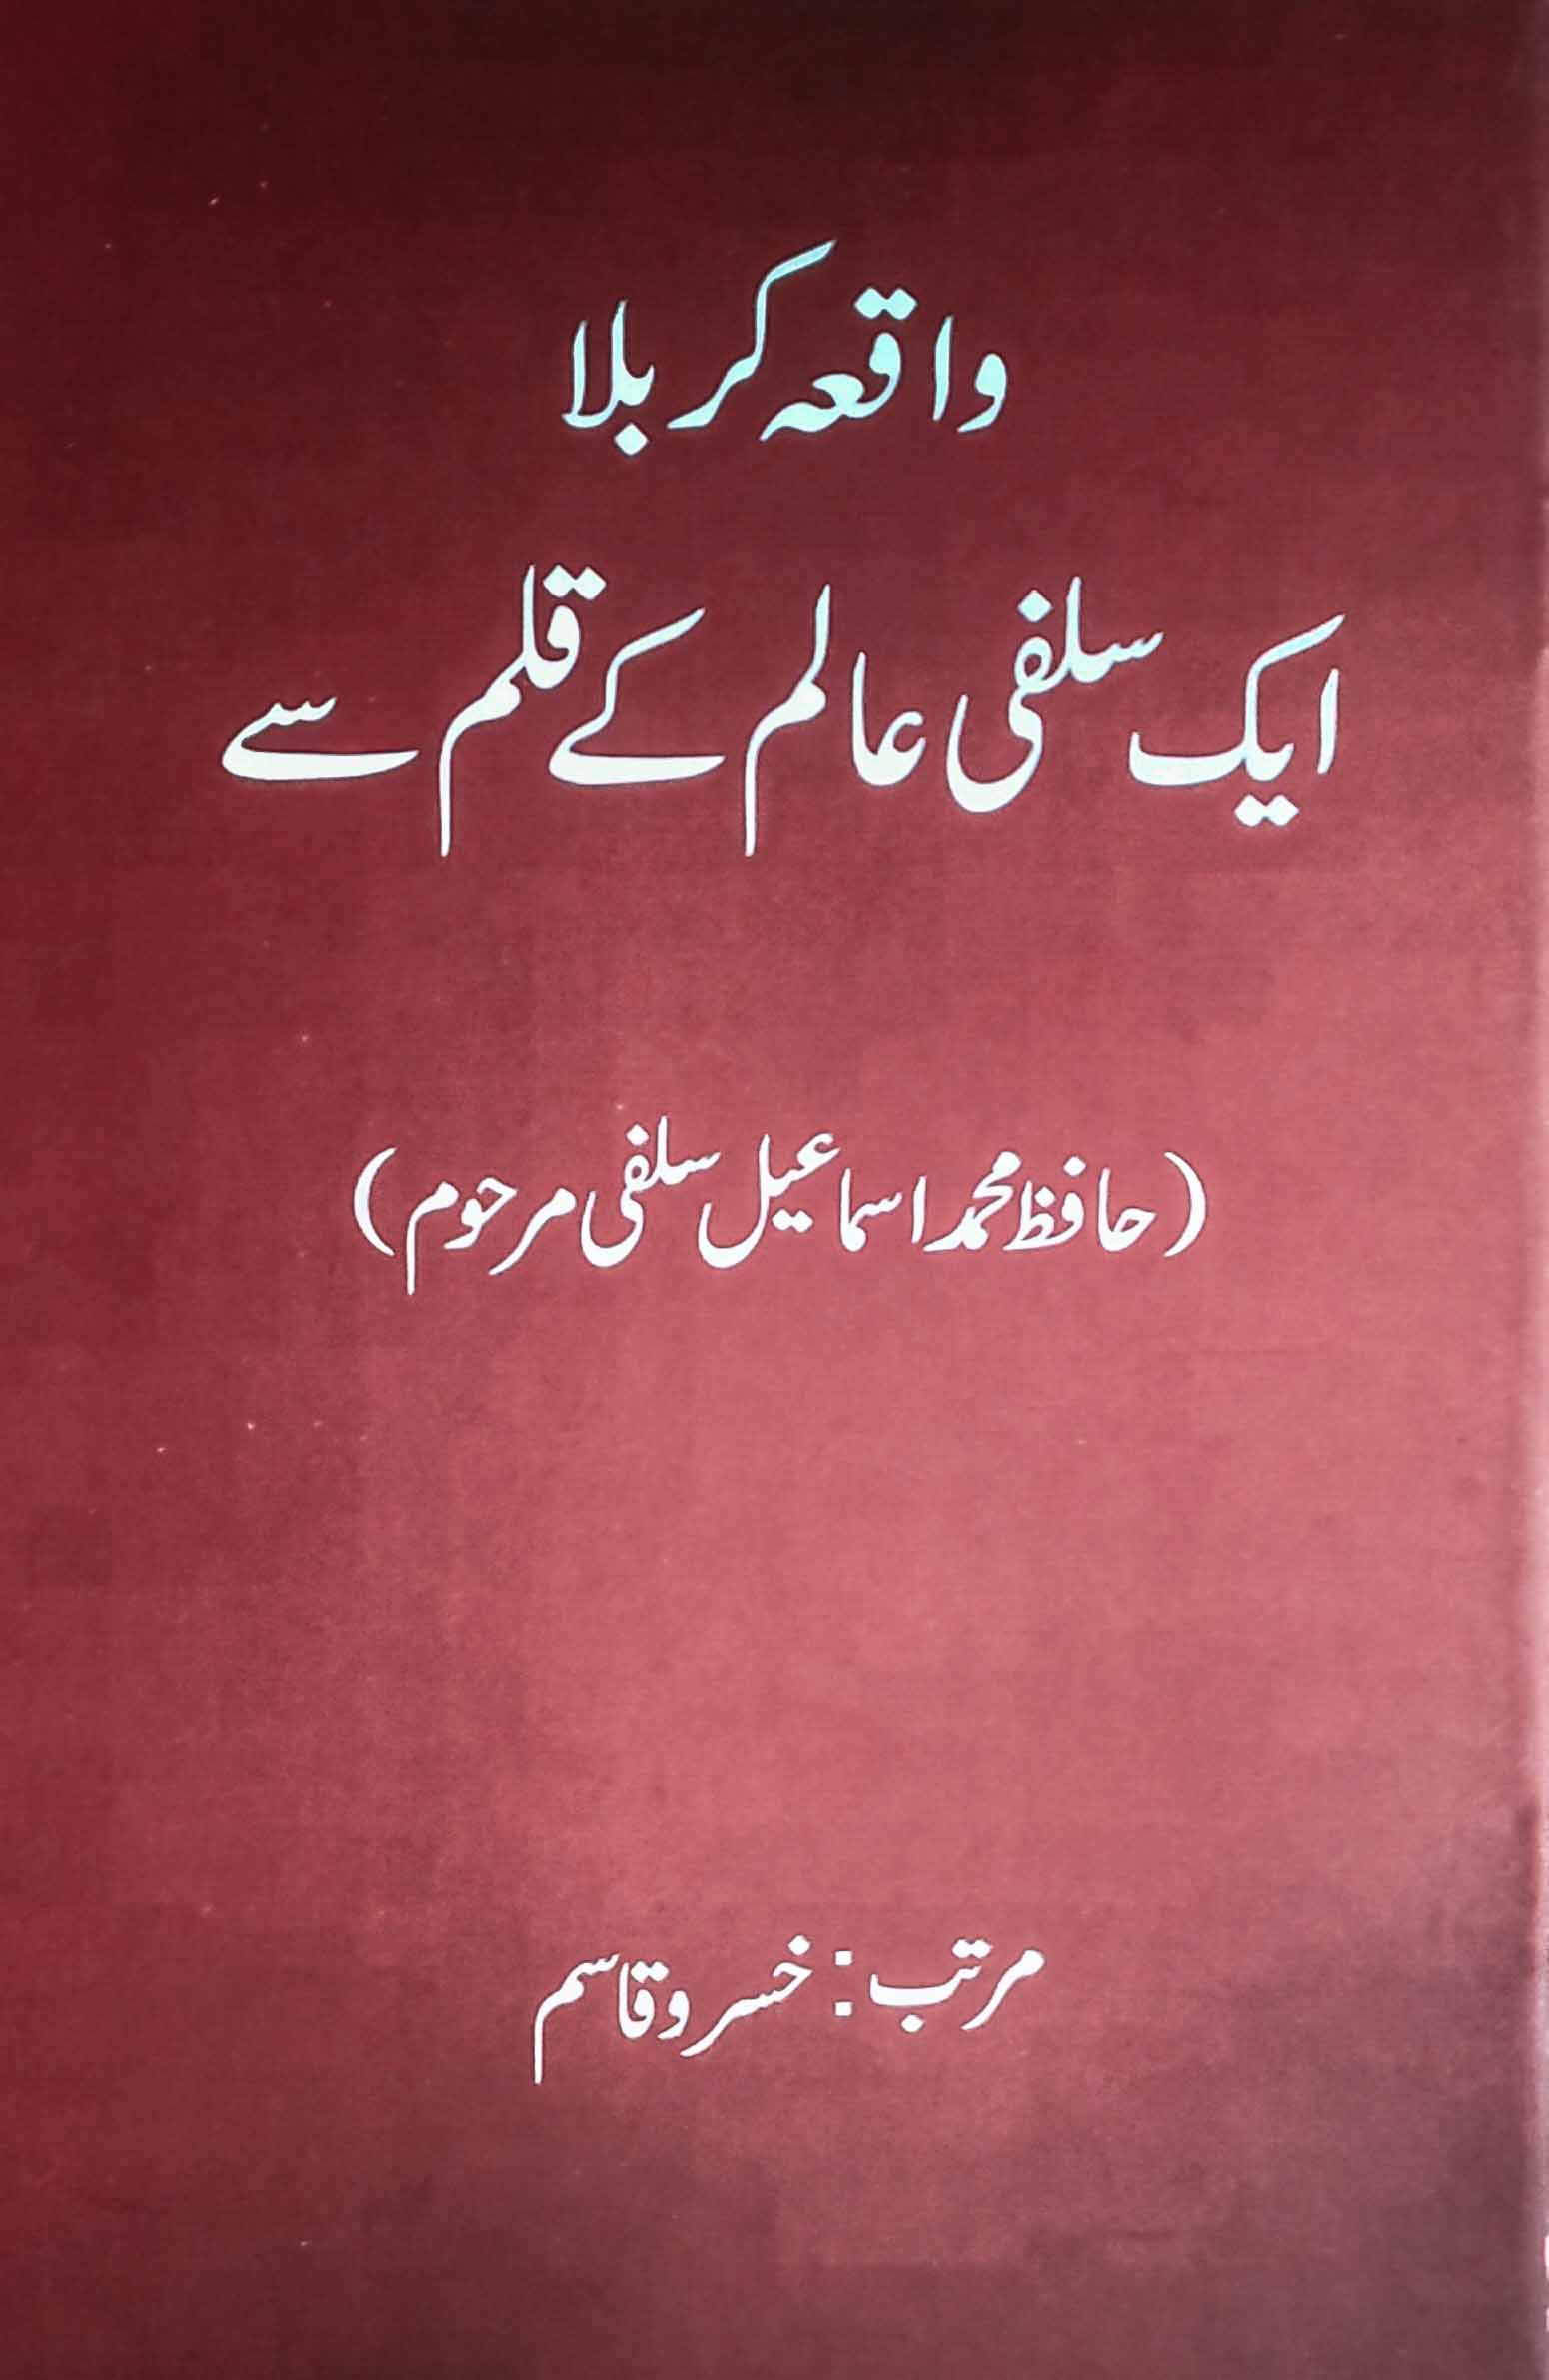 واقعہ کربلا
ایک سلفی عالم کے قلم سے
(حافظ محمد اسماعیل سلفی مرحوم)
مرتب: خسرو قاسم